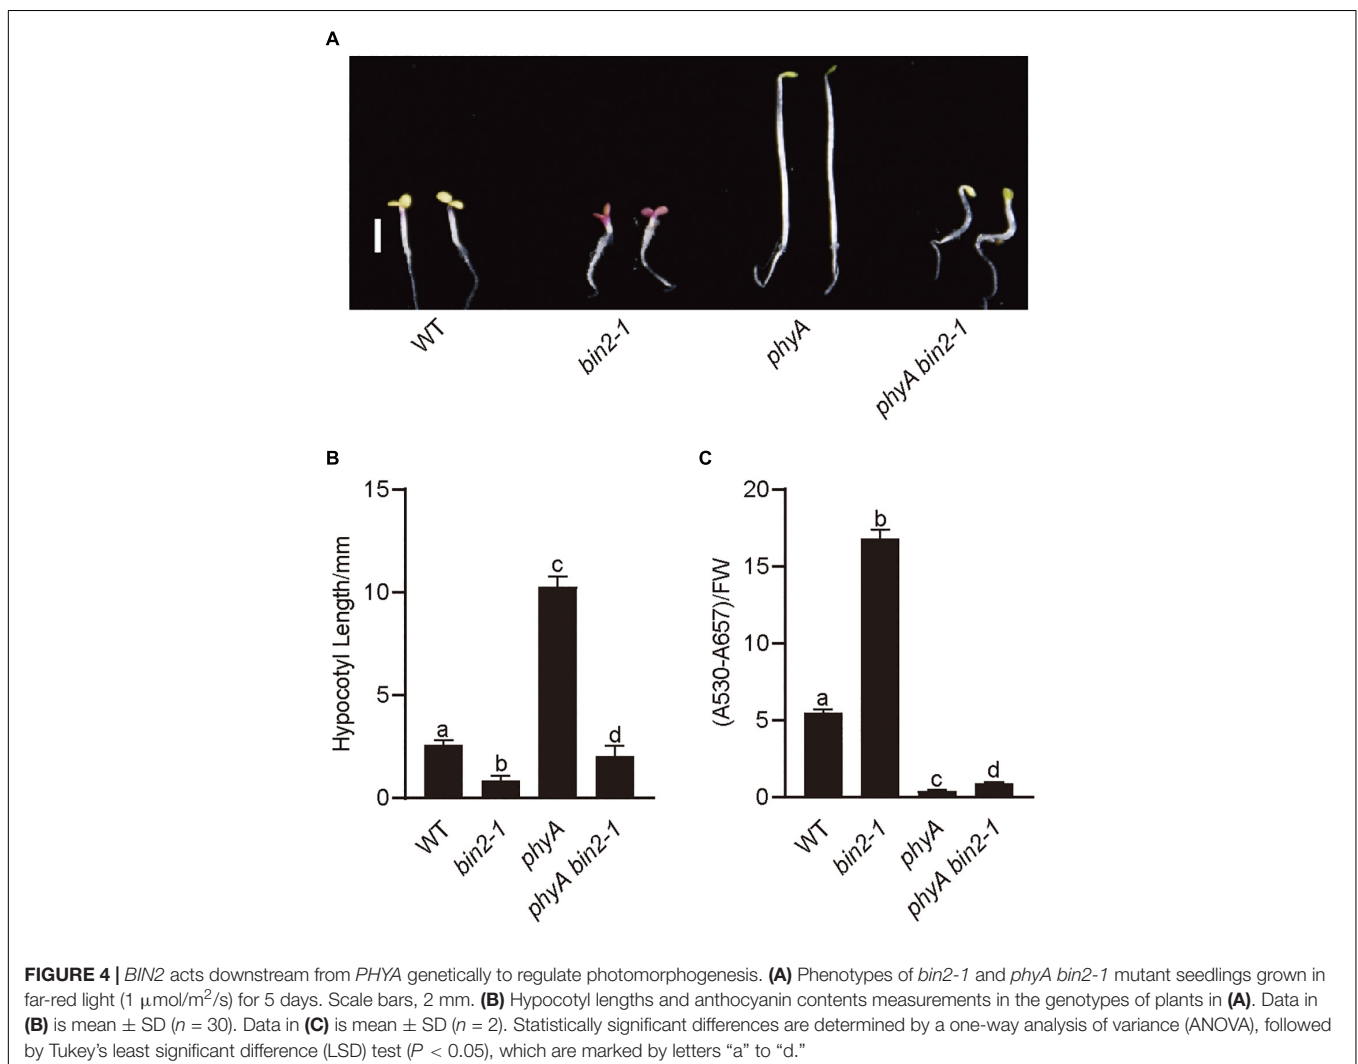 A
WT
bin2-1
phyA
phyA bin2-1
B
Hypocotyl Length/mm
15
10
5
0
a
b
c
d
WT
bin2-1
phyA
phyA bin2-1
C
(A530-A657)/FW
20
15
10
5
0
a
b
c
d
WT
bin2-1
phyA
phyA bin2-1
FIGURE 4 | BIN2 acts downstream from PHYA genetically to regulate photomorphogenesis. (A) Phenotypes of bin2-1 and phyA bin2-1 mutant seedlings grown in
far-red light (1 μmol/m²/s) for 5 days. Scale bars, 2 mm. (B) Hypocotyl lengths and anthocyanin contents measurements in the genotypes of plants in (A). Data in
(B) is mean ± SD (n = 30). Data in (C) is mean ± SD (n = 2). Statistically significant differences are determined by a one-way analysis of variance (ANOVA), followed
by Tukey's least significant difference (LSD) test (P < 0.05), which are marked by letters "a" to "d."